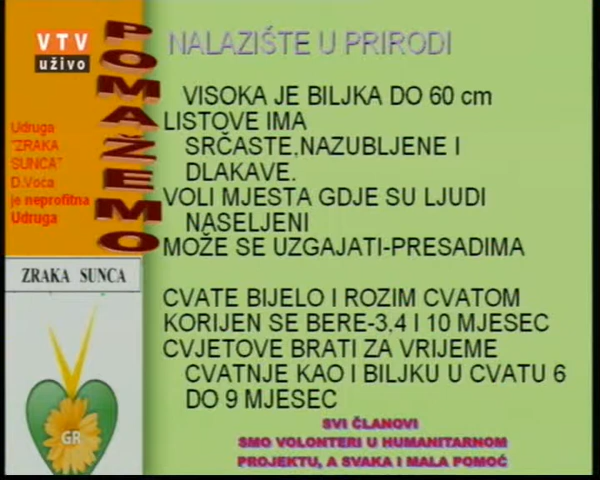 VTV
uživo
POMAŽEMO
Udruga
"ZRAKA
SUNCA"
D.Voća
je neprofitna
Udruga
ZRAKA SUNCA
GR
NALAZIŠTE U PRIRODI
VISOKA JE BILJKA DO 60 cm
LISTOVE IMA
SRČASTE,NAZUBLJENE I
DLAKAVE.
VOLI MJESTA GDJE SU LJUDI
NASELJENI
MOŽE SE UZGAJATI-PRESADIMA
CVATE BIJELO I ROZIM CVATOM
KORIJEN SE BERE-3.4 I 10 MJESEC
CVJETOVE BRATI ZA VRIJEME
CVATNJE KAO I BILJKU U CVATU 6
DO 9 MJESEC
SVI ČLANOVI
SMO VOLONTERI U HUMANITARNOM
PROJEKTU, A SVAKA I MALA POMOĆ